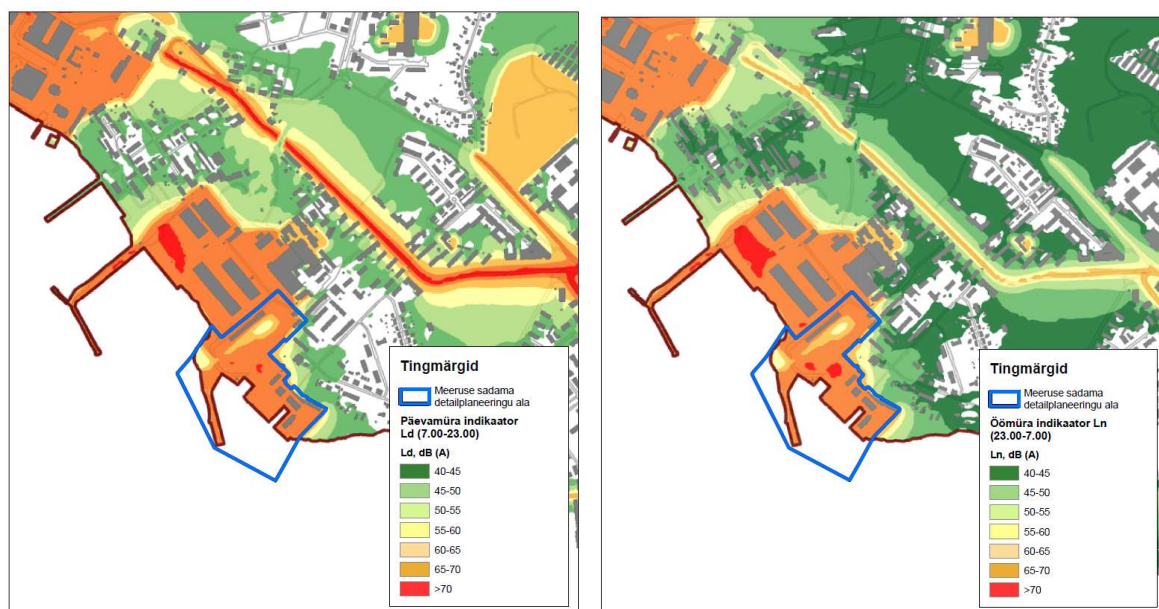 Tingmärgid
Meeruse sadama
detailplaneeringu ala
Päevamüra indikaator
Ld (7.00-23.00)
Ld, dB (A)
40-45
45-50
50-55
55-60
60-65
65-70
>70
Tingmärgid
Meeruse sadama
detailplaneeringu ala
Öömüra indikaator Ln
(23.00-7.00)
Ln, dB (A)
40-45
45-50
50-55
55-60
60-65
65-70
>70